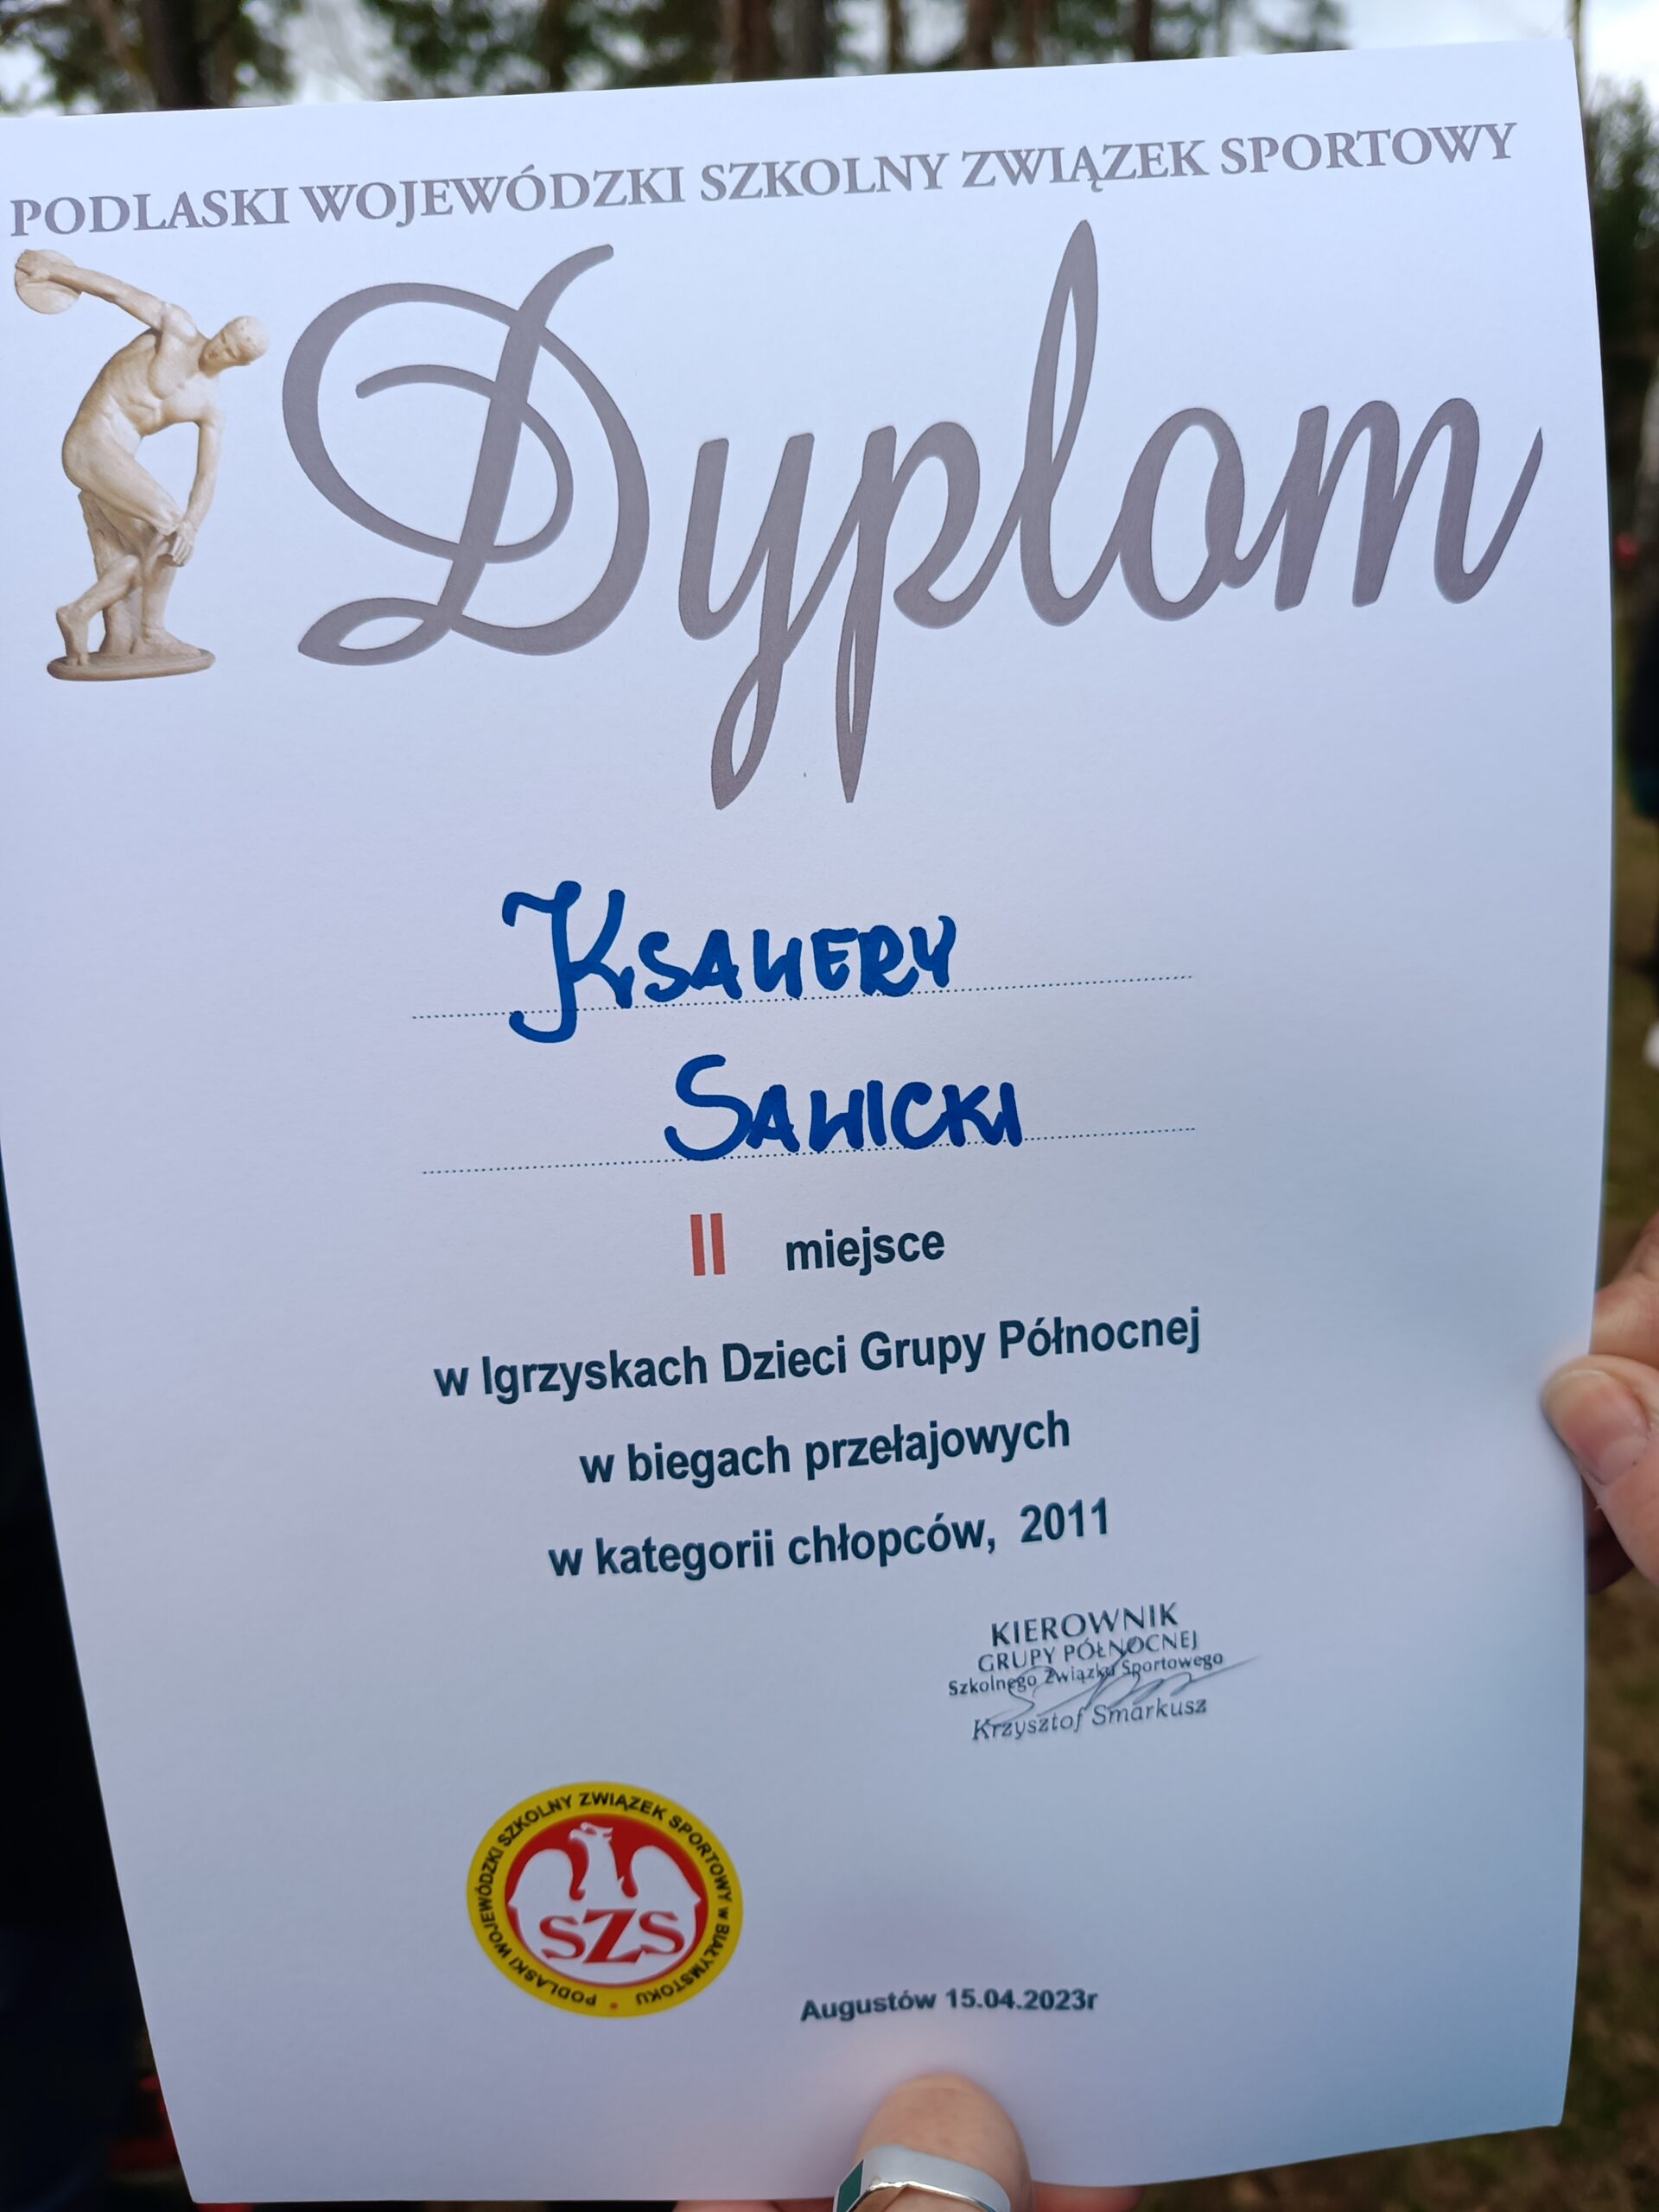 PODLASKI WOJEWÓDZKI SZKOLNY ZWIĄZEK SPORTOWY
Dyplom
KSAWERY
SAWICKI
II miejsce
w Igrzyskach Dzieci Grupy Północnej
w biegach przełajowych
w kategorii chłopców, 2011
KIEROWNIK
GRUPY PÓŁNOCNEJ
Szkolnego Związku Sportowego
Krzysztof Smarkusz
PODLASKI WOJEWÓDZKI SZKOLNY ZWIĄZEK SPORTOWY W BIAŁYMSTOKU
SZS
Augustów 15.04.2023r